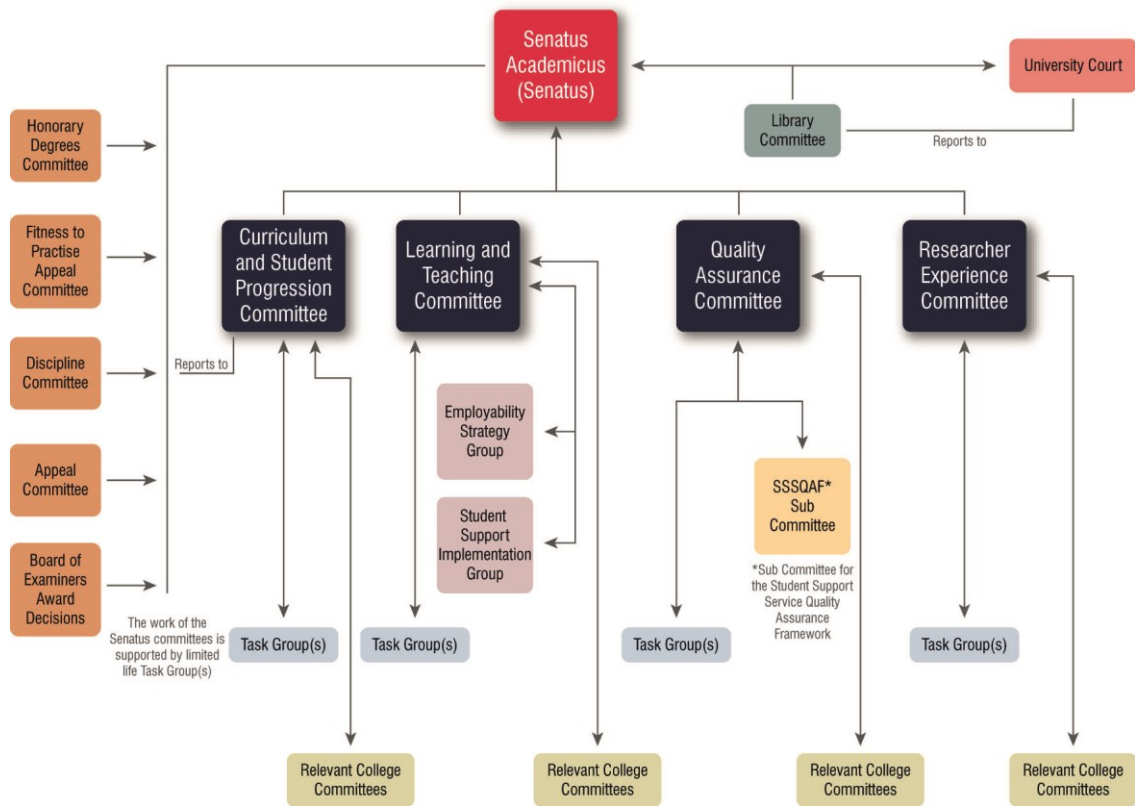 Senatus
Academicus
(Senatus)
University Court
Library
Committee
Reports to
Honorary
Degrees
Committee
Fitness to
Practise
Appeal
Committee
Discipline
Committee
Appeal
Committee
Board of
Examiners
Award
Decisions
Reports to
Curriculum
and Student
Progression
Committee
Learning and
Teaching
Committee
Quality
Assurance
Committee
Researcher
Experience
Committee
Employability
Strategy
Group
Student
Support
Implementation
Group
SSSQAF*
Sub
Committee
*Sub Committee for
the Student Support
Service Quality
Assurance
Framework
The work of the
Senatus committees is
supported by limited
life Task Group(s)
Task Group(s)
Task Group(s)
Task Group(s)
Task Group(s)
Relevant College
Committees
Relevant College
Committees
Relevant College
Committees
Relevant College
Committees